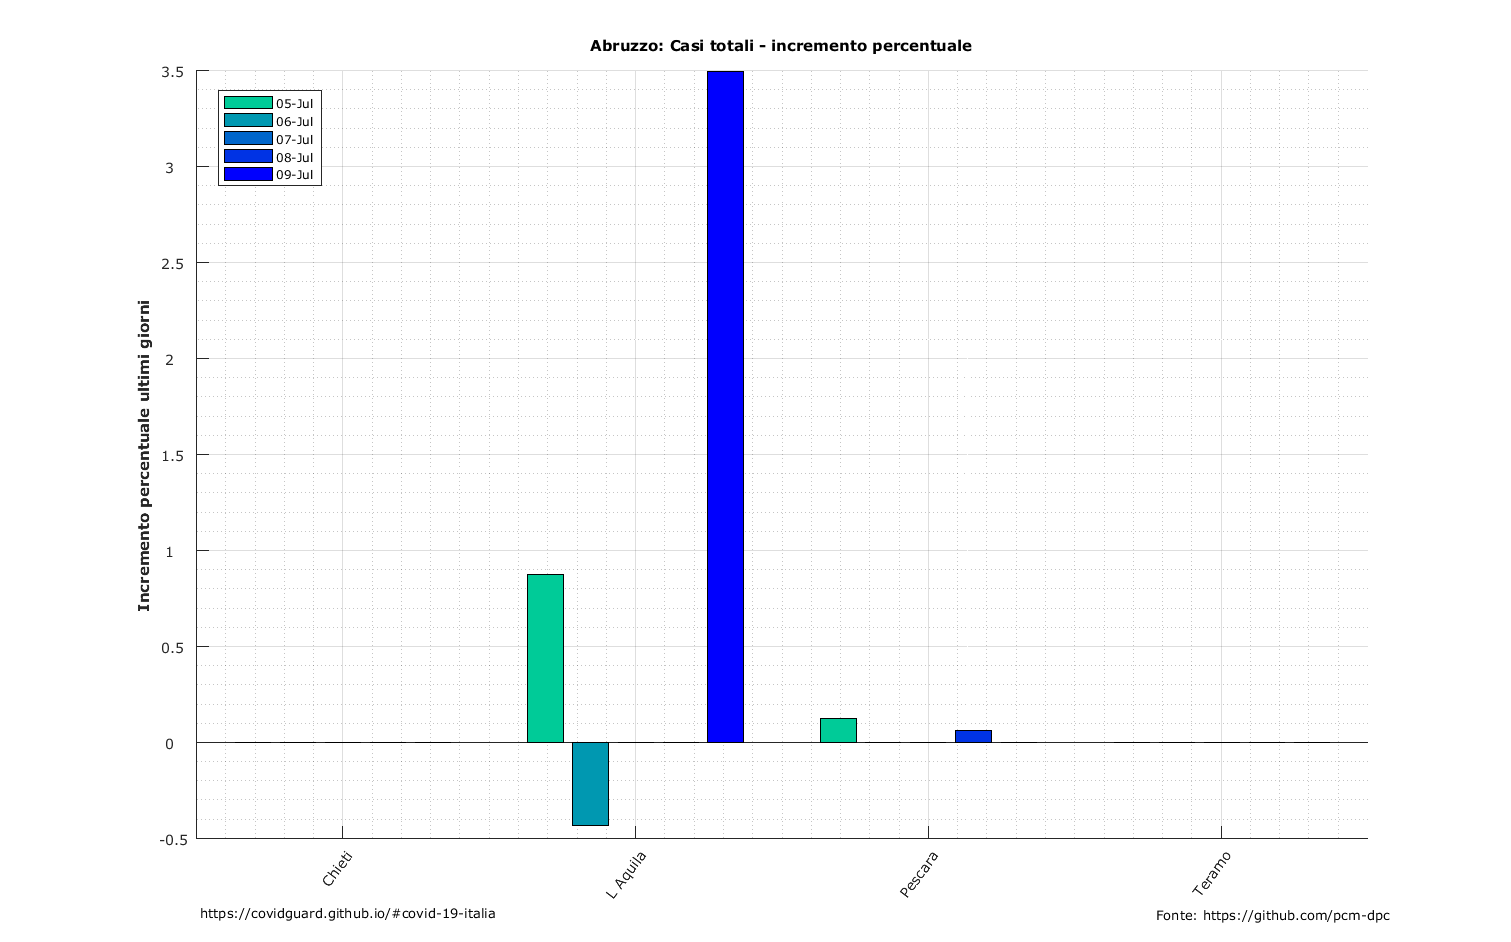 Abruzzo: Casi totali - incremento percentuale
3.5
3
2.5
2
1.5
1
0.5
0
-0.5
Incremento percentuale ultimi giorni
05-Jul
06-Jul
07-Jul
08-Jul
09-Jul
Chieti
L Aquila
Pescara
Teramo
https://covidguard.github.io/#covid-19-italia
Fonte: https://github.com/pcm-dpc